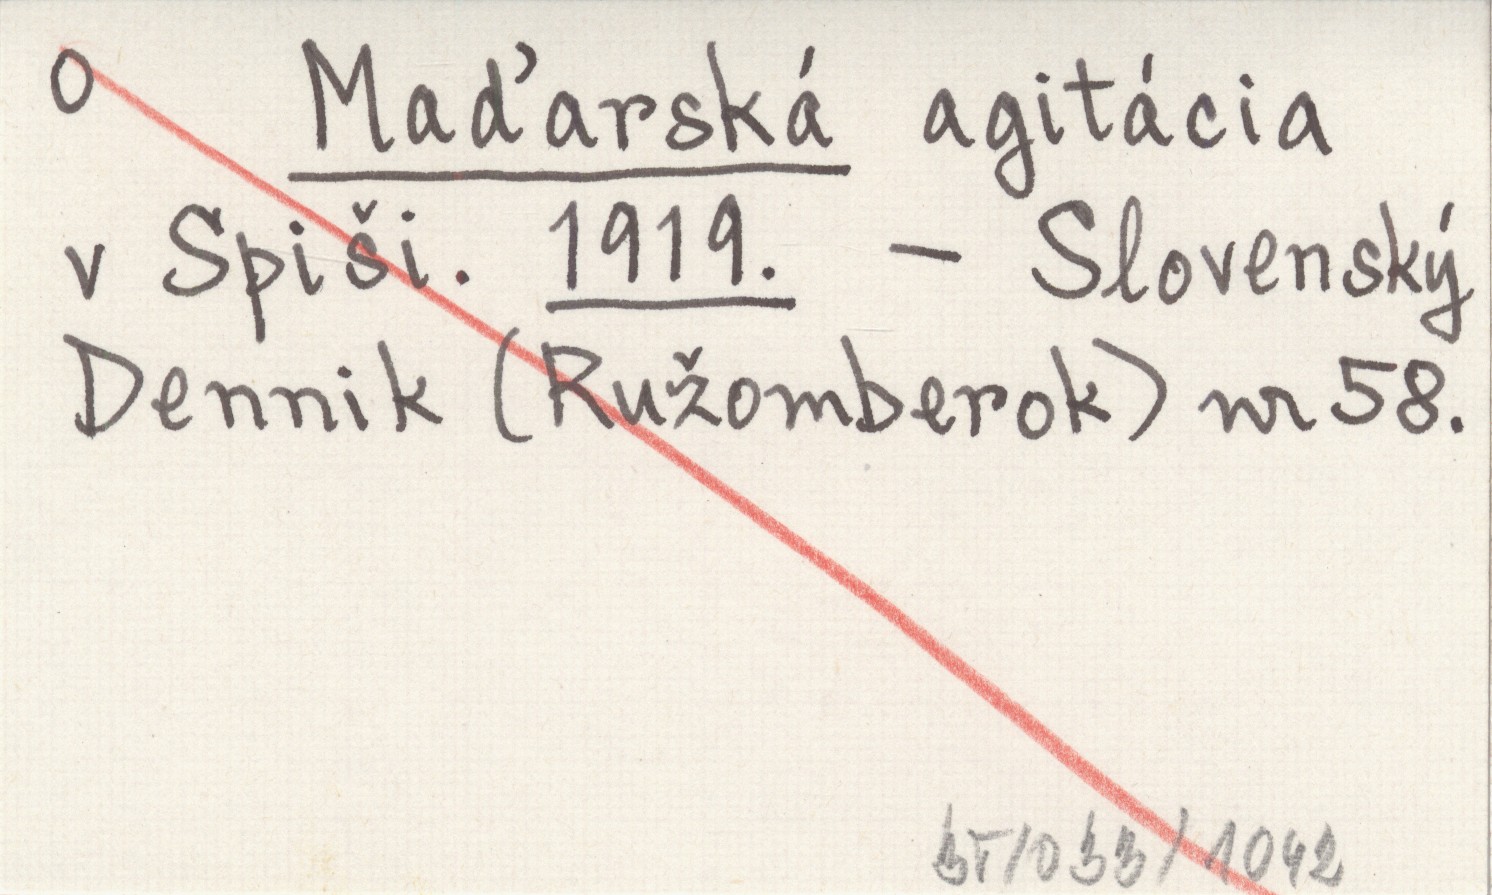 O Maďarská agitácia
v Spiši. 1919. – Slovenský
Dennik (Ružomberok) nr 58.